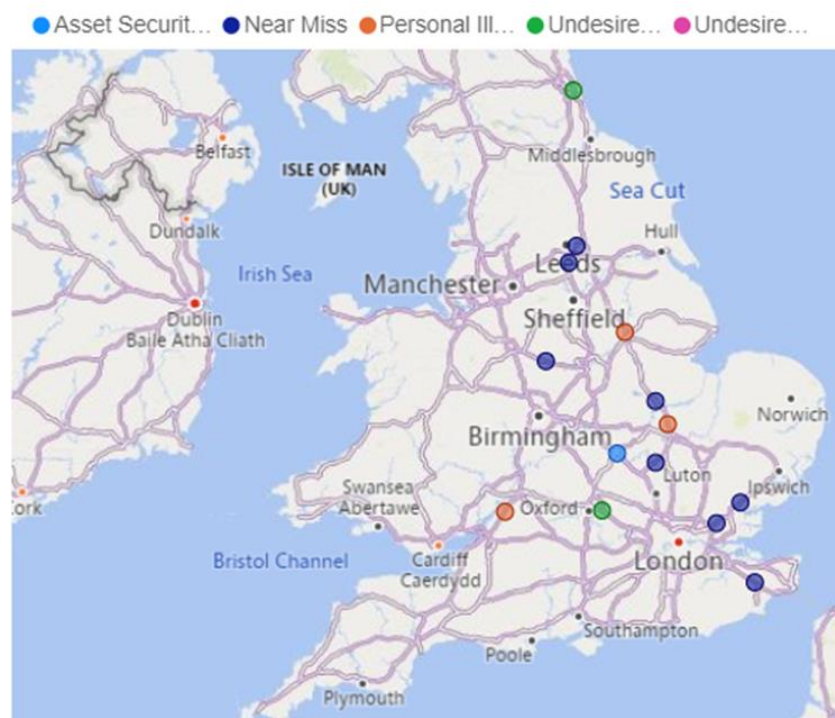 Asset Securit... Near Miss Personal Ill... Undesire... Undesire...
Belfast
Middlesbrough
ISLE OF MAN
(UK)
Sea Cut
Dundalk
Hull
Leeds
Irish Sea
Manchester
Dublin
Baile Atha Cliath
Sheffield
Norwich
Birmingham
Luton
Ipswich
Swansea
Abertawe
Oxford
Cork
Bristol Channel
Cardiff
Caerdydd
London
Southampton
Poole
Plymouth